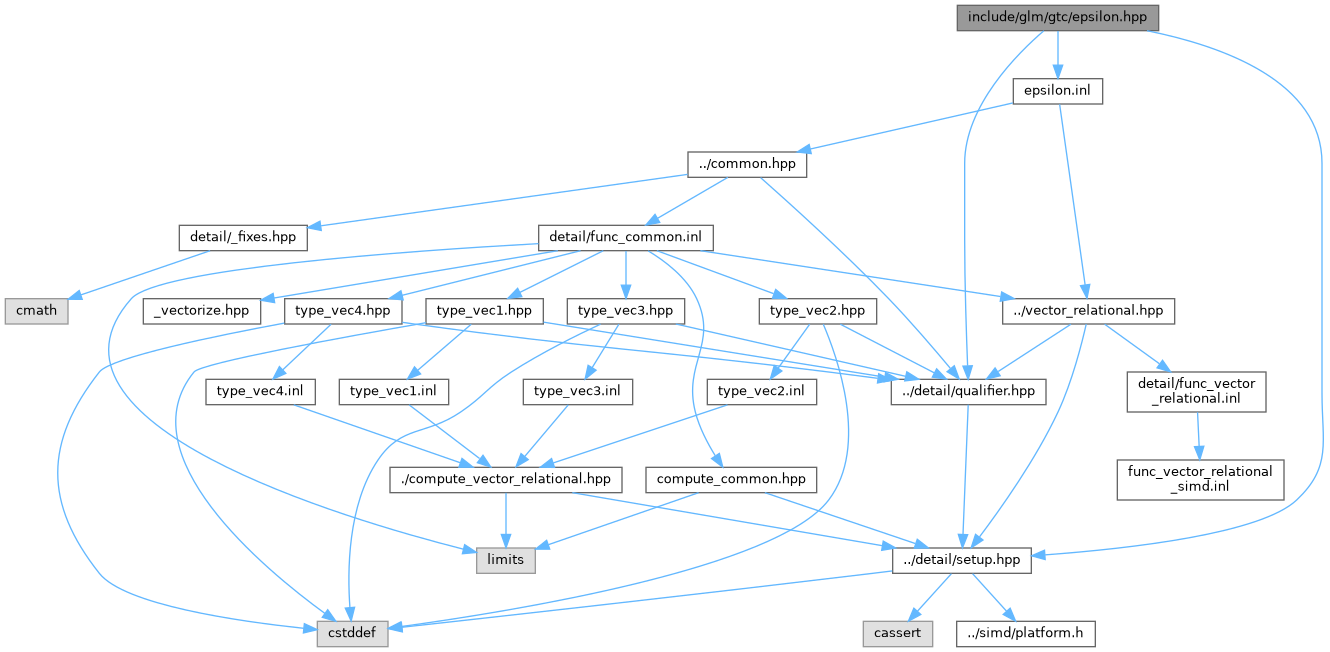 include/glm/gtc/epsilon.hpp
epsilon.inl
../common.hpp
detail/_fixes.hpp
detail/func_common.inl
cmath
_vectorize.hpp
type_vec4.hpp
type_vec1.hpp
type_vec3.hpp
type_vec2.hpp
../vector_relational.hpp
type_vec4.inl
type_vec1.inl
type_vec3.inl
type_vec2.inl
../detail/qualifier.hpp
detail/func_vector
_relational.inl
./compute_vector_relational.hpp
compute_common.hpp
func_vector_relational
_simd.inl
limits
../detail/setup.hpp
cstddef
cassert
../simd/platform.h